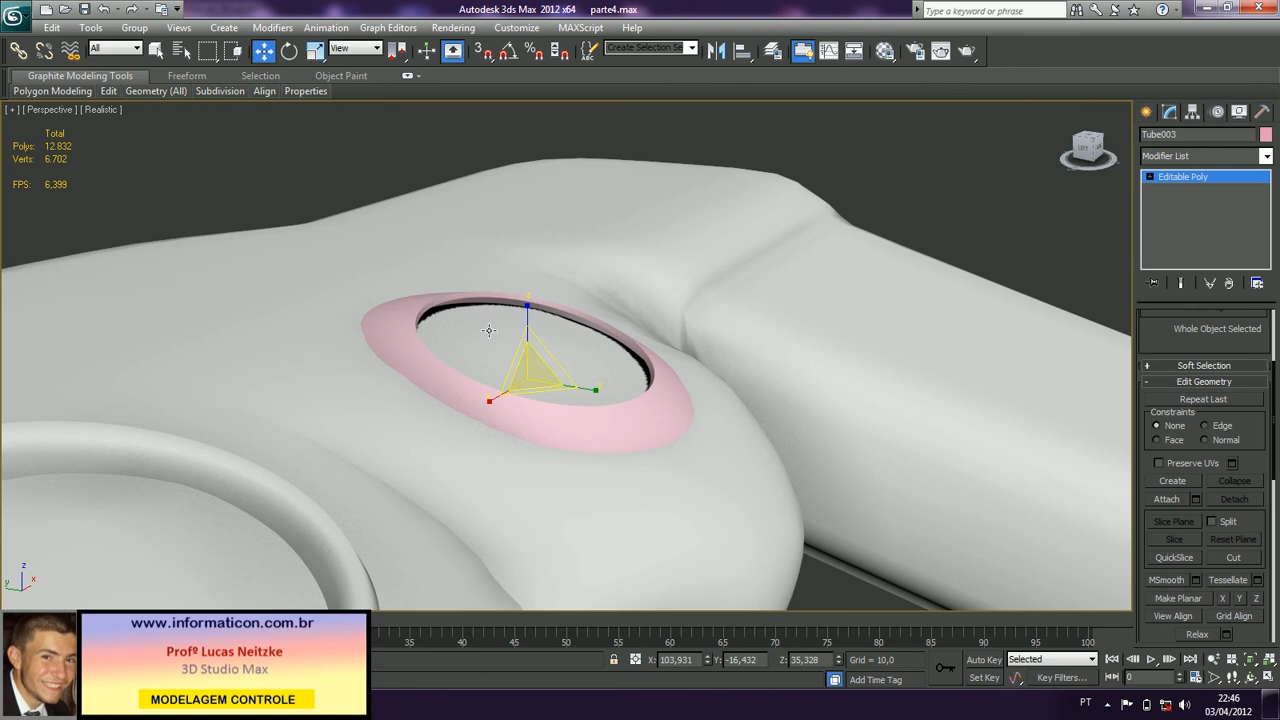 Autodesk 3ds Max 2012 x64 parte4.max
Type a keyword or phrase
Edit Tools Group Views Create Modifiers Animation Graph Editors Rendering Customize MAXScript Help
All
View
Create Selection Se
Graphite Modeling Tools Freeform Selection Object Paint
Polygon Modeling Edit Geometry (All) Subdivision Align Properties
[ + ] [ Perspective ] [ Realistic ]
Total
Polys: 12.832
Verts: 6.702
FPS: 6,399
Tube003
Modifier List
Editable Poly
Whole Object Selected
Soft Selection
Edit Geometry
Repeat Last
Constraints
None Edge
Face Normal
Preserve UVs
Create Collapse
Attach Detach
Slice Plane Split
Slice Reset Plane
QuickSlice Cut
MSmooth Tessellate
Make Planar X Y Z
View Align Grid Align
Relax
LEFT
z
y
x
35 40 45 50 55 60 65 70 75 80 85 90 95 100
X: 103,931 Y: -16,432 Z: 35,328 Grid = 10,0
Add Time Tag
Auto Key Selected
Set Key Key Filters...
0
www.informaticon.com.br
Profº Lucas Neitzke
3D Studio Max
MODELAGEM CONTROLE
PT
22:46
03/04/2012